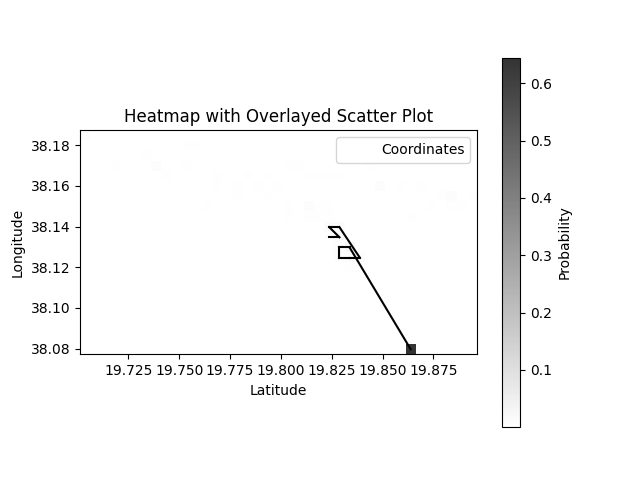 Heatmap with Overlayed Scatter Plot
Coordinates
38.18
38.16
38.14
38.12
38.10
38.08
Longitude
19.725 19.750 19.775 19.800 19.825 19.850 19.875
Latitude
0.6
0.5
0.4
0.3
0.2
0.1
Probability